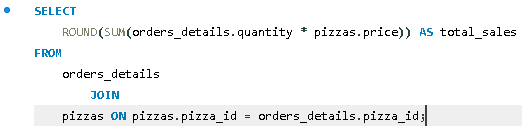 SELECT
ROUND(SUM(orders_details.quantity * pizzas.price)) AS total_sales
FROM
orders_details
JOIN
pizzas ON pizzas.pizza_id = orders_details.pizza_id;